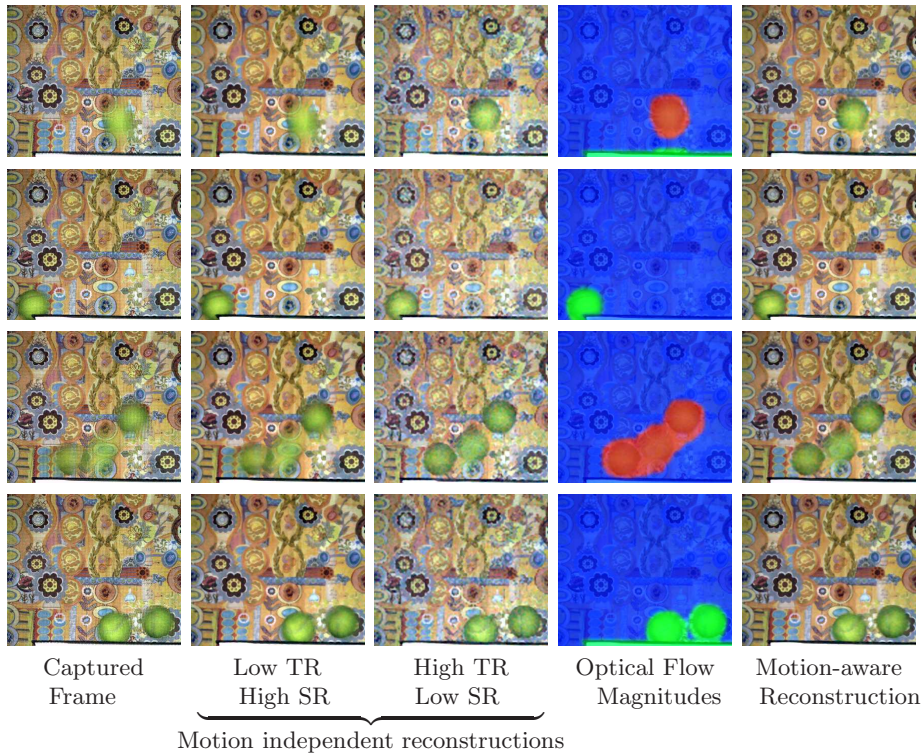 Captured Frame
Low TR High SR
High TR Low SR
Optical Flow Magnitudes
Motion-aware Reconstruction
Motion independent reconstructions